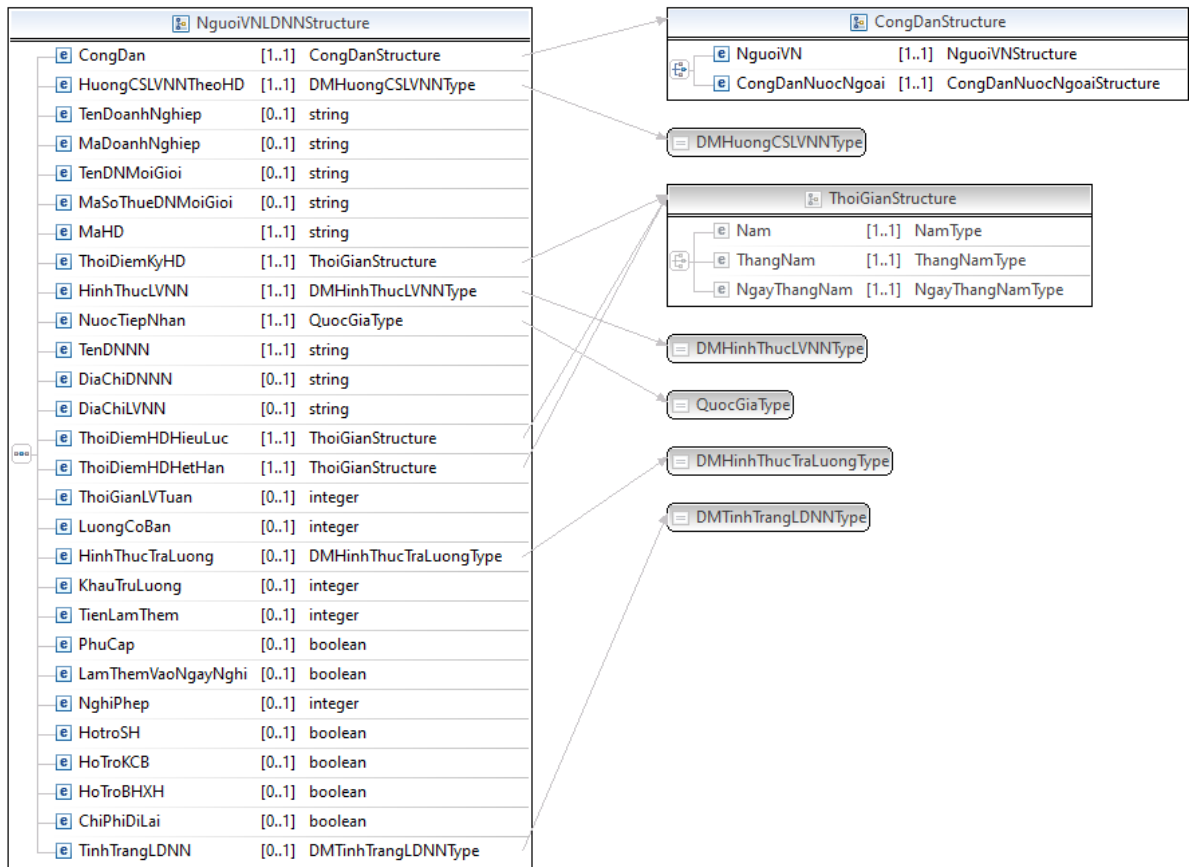 NguoiVNLDNNStructure
e CongDan [1..1] CongDanStructure
e HuongCSLVNNTheoHD [1..1] DMHuongCSLVNNType
e TenDoanhNghiep [0..1] string
e MaDoanhNghiep [0..1] string
e TenDNMoiGioi [0..1] string
e MaSoThueDNMoiGioi [0..1] string
e MaHD [1..1] string
e ThoiDiemKyHD [1..1] ThoiGianStructure
e HinhThucLVNN [1..1] DMHinhThucLVNNType
e NuocTiepNhan [1..1] QuocGiaType
e TenDNNN [1..1] string
e DiaChiDNNN [0..1] string
e DiaChiLVNN [0..1] string
e ThoiDiemHDHieuLuc [1..1] ThoiGianStructure
e ThoiDiemHDHetHan [1..1] ThoiGianStructure
e ThoiGianLVTuan [0..1] integer
e LuongCoBan [0..1] integer
e HinhThucTraLuong [0..1] DMHinhThucTraLuongType
e KhauTruLuong [0..1] integer
e TienLamThem [0..1] integer
e PhuCap [0..1] boolean
e LamThemVaoNgayNghi [0..1] boolean
e NghiPhep [0..1] integer
e HotroSH [0..1] boolean
e HoTroKCB [0..1] boolean
e HoTroBHXH [0..1] boolean
e ChiPhiDiLai [0..1] boolean
e TinhTrangLDNN [0..1] DMTinhTrangLDNNType
CongDanStructure
e NguoiVN [1..1] NguoiVNStructure
e CongDanNuocNgoai [1..1] CongDanNuocNgoaiStructure
DMHuongCSLVNNType
ThoiGianStructure
e Nam [1..1] NamType
e ThangNam [1..1] ThangNamType
e NgayThangNam [1..1] NgayThangNamType
DMHinhThucLVNNType
QuocGiaType
DMHinhThucTraLuongType
DMTinhTrangLDNNType